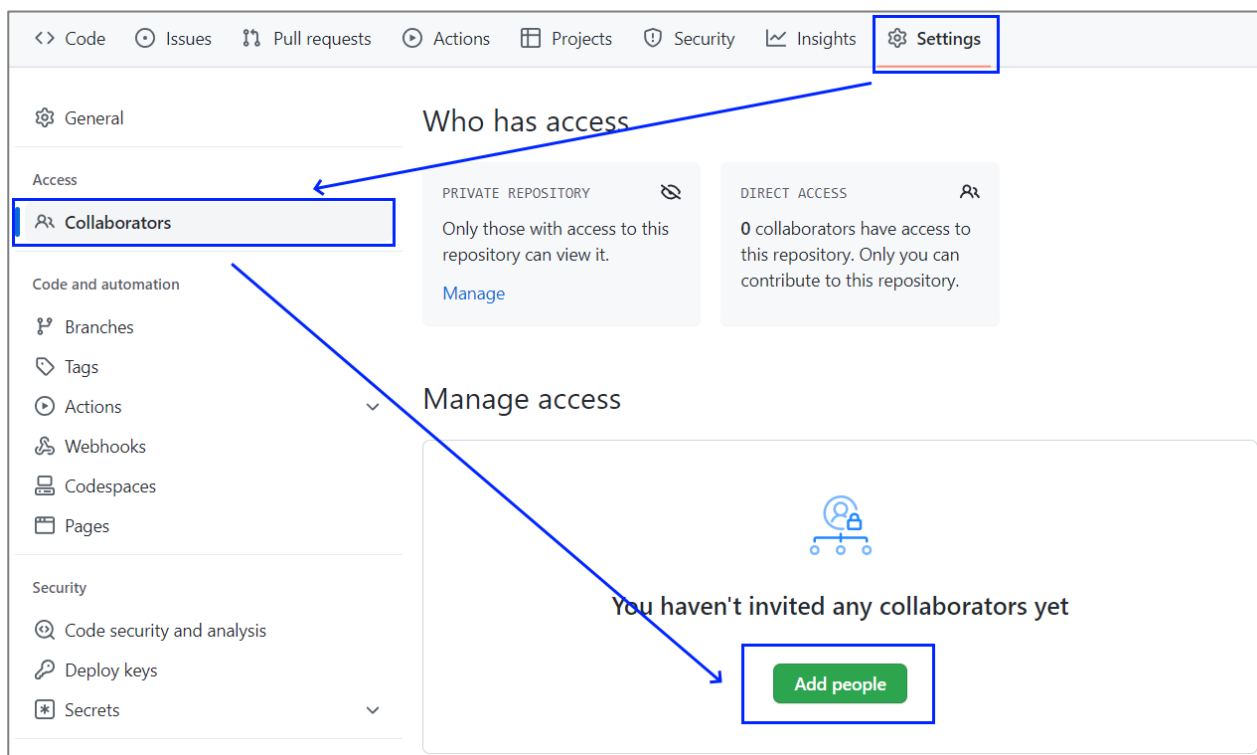 Code Issues Pull requests Actions Projects Security Insights Settings
General
Access
Collaborators
Code and automation
Branches
Tags
Actions
Webhooks
Codespaces
Pages
Security
Code security and analysis
Deploy keys
Secrets
Who has access
PRIVATE REPOSITORY
Only those with access to this
repository can view it.
Manage
DIRECT ACCESS
0 collaborators have access to
this repository. Only you can
contribute to this repository.
Manage access
You haven't invited any collaborators yet
Add people